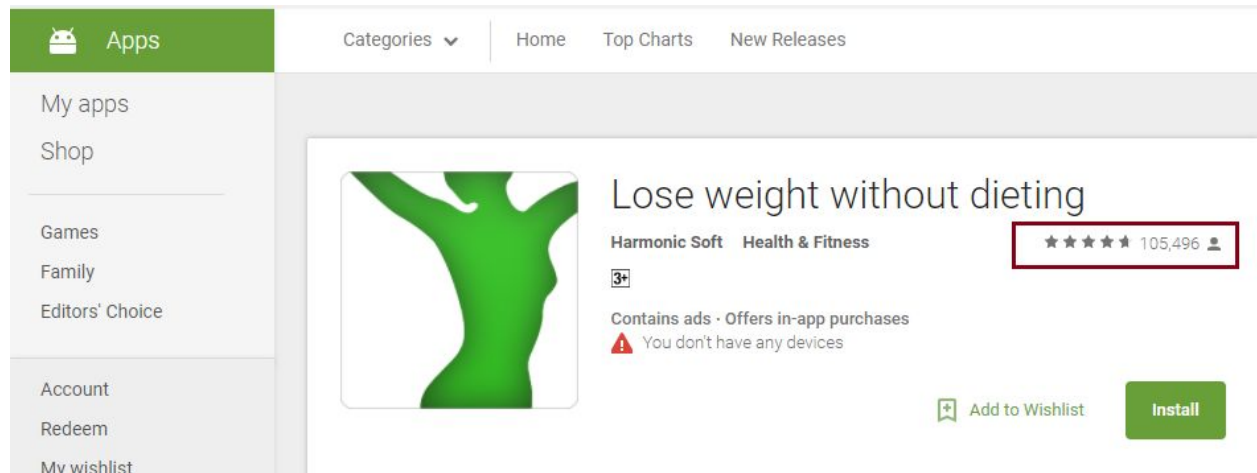 Apps
Categories Home Top Charts New Releases
My apps
Shop
Games
Family
Editors' Choice
Account
Redeem
My wishlist
Lose weight without dieting
Harmonic Soft Health & Fitness 105,496
3+
Contains ads · Offers in-app purchases
You don't have any devices
Add to Wishlist Install